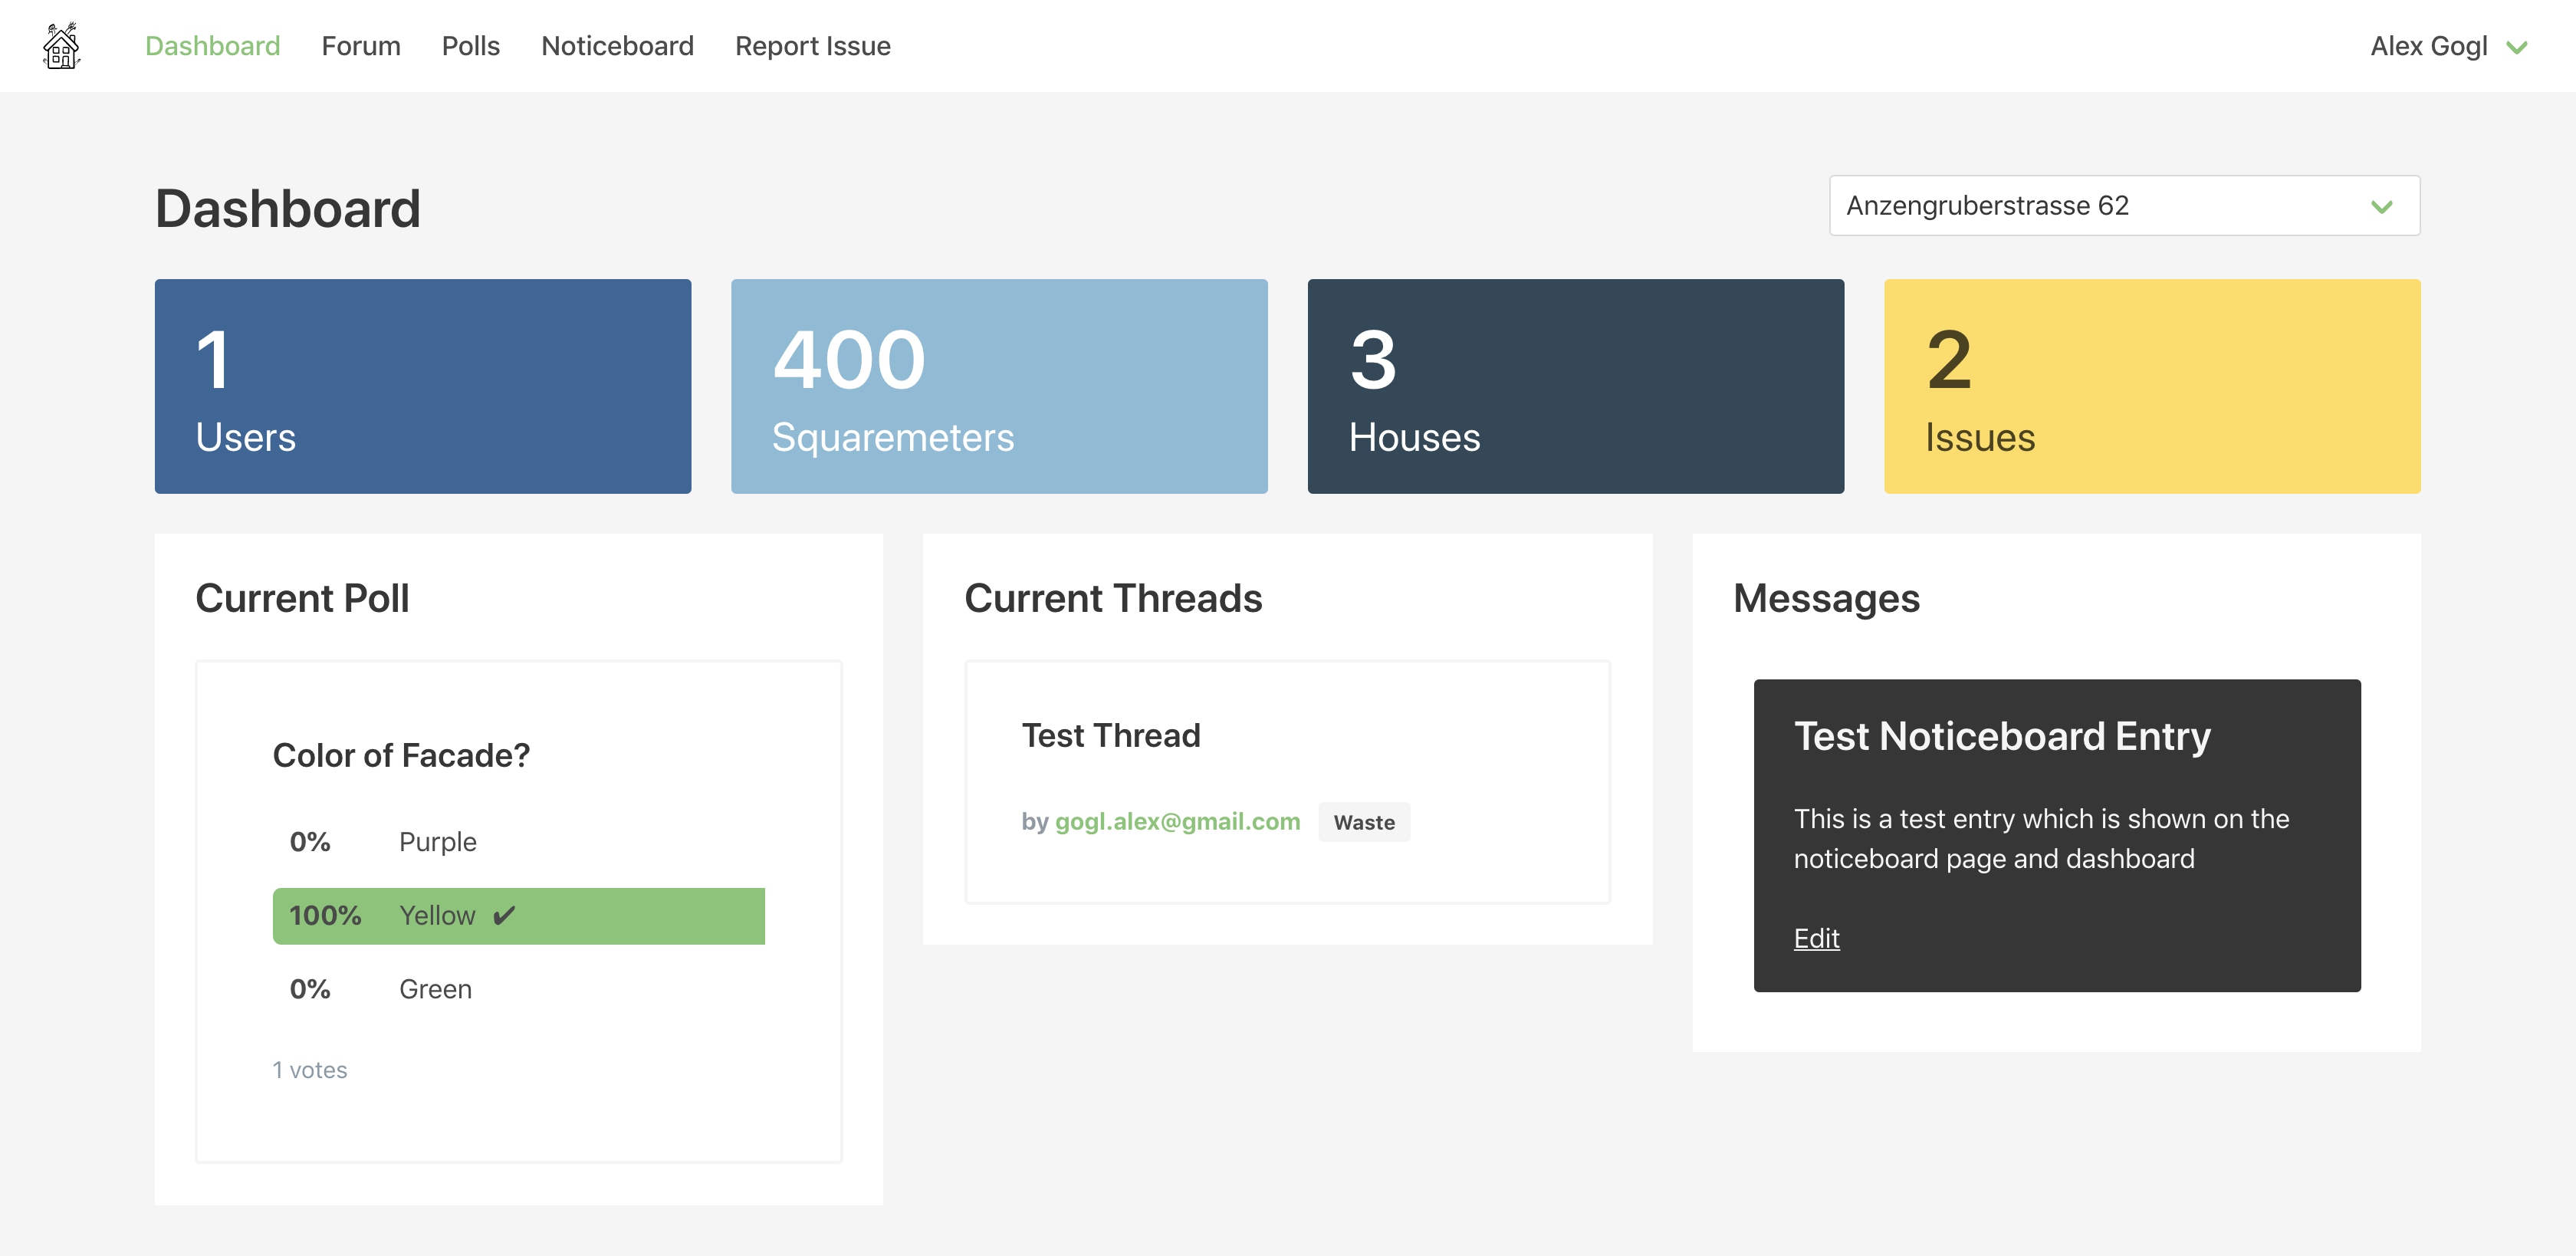 Dashboard Forum Polls Noticeboard Report Issue Alex Gogl
Dashboard
Anzengruberstrasse 62
1
Users
400
Squaremeters
3
Houses
2
Issues
Current Poll
Color of Facade?
0% Purple
100% Yellow ✔
0% Green
1 votes
Current Threads
Test Thread
by gogl.alex@gmail.com Waste
Messages
Test Noticeboard Entry
This is a test entry which is shown on the
noticeboard page and dashboard
Edit